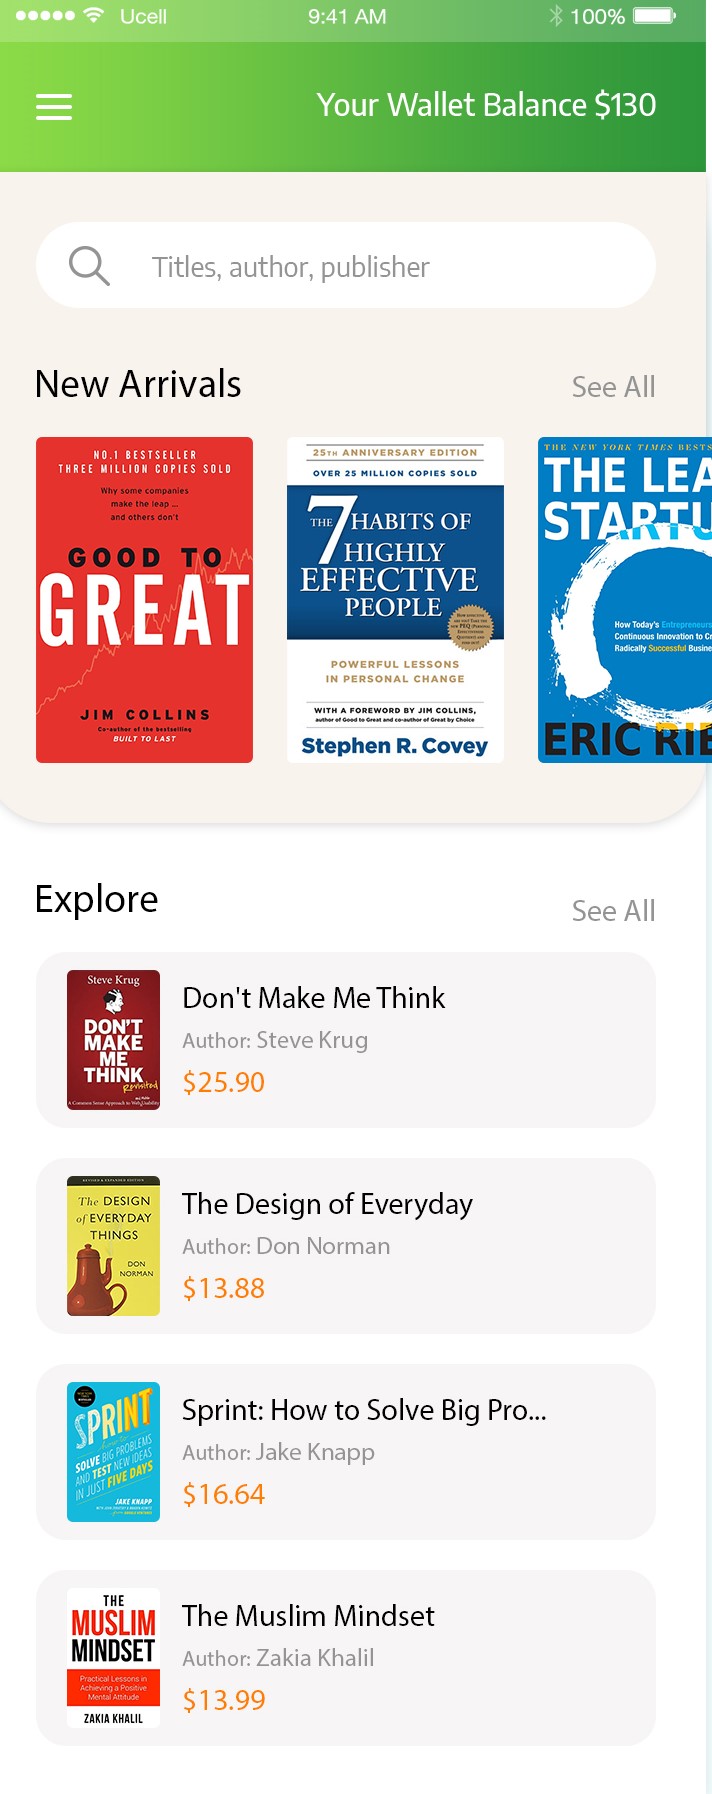 Ucell 9:41 AM 100%
Your Wallet Balance $130
Titles, author, publisher
New Arrivals See All
NO.1 BESTSELLER
THREE MILLION COPIES SOLD
Why some companies
make the leap ...
and others don't
GOOD TO
GREAT
JIM COLLINS
Co-author of the bestselling
BUILT TO LAST
25TH ANNIVERSARY EDITION
OVER 25 MILLION COPIES SOLD
THE 7 HABITS OF
HIGHLY
EFFECTIVE
PEOPLE
POWERFUL LESSONS
IN PERSONAL CHANGE
WITH A FOREWORD BY JIM COLLINS,
author of Good to Great and co-author of Great by Choice
Stephen R. Covey
THE NEW YORK TIMES BESTS
THE LEA
STARTU
How Today's Entrepreneurs
Continuous Innovation to Cr
Radically Successful Busine
ERIC RIE
Explore See All
Steve Krug
DON'T
MAKE
ME
THINK
Revisited
A Common Sense Approach to Web Usability
Don't Make Me Think
Author: Steve Krug
$25.90
REVISED & EXPANDED EDITION
The DESIGN
of EVERYDAY
THINGS
DON
NORMAN
The Design of Everyday
Author: Don Norman
$13.88
SPRINT
how to
SOLVE BIG PROBLEMS
AND TEST NEW IDEAS
IN JUST FIVE DAYS
JAKE KNAPP
Sprint: How to Solve Big Pro...
Author: Jake Knapp
$16.64
THE
MUSLIM
MINDSET
Practical Lessons in
Achieving a Positive
Mental Attitude
ZAKIA KHALIL
The Muslim Mindset
Author: Zakia Khalil
$13.99